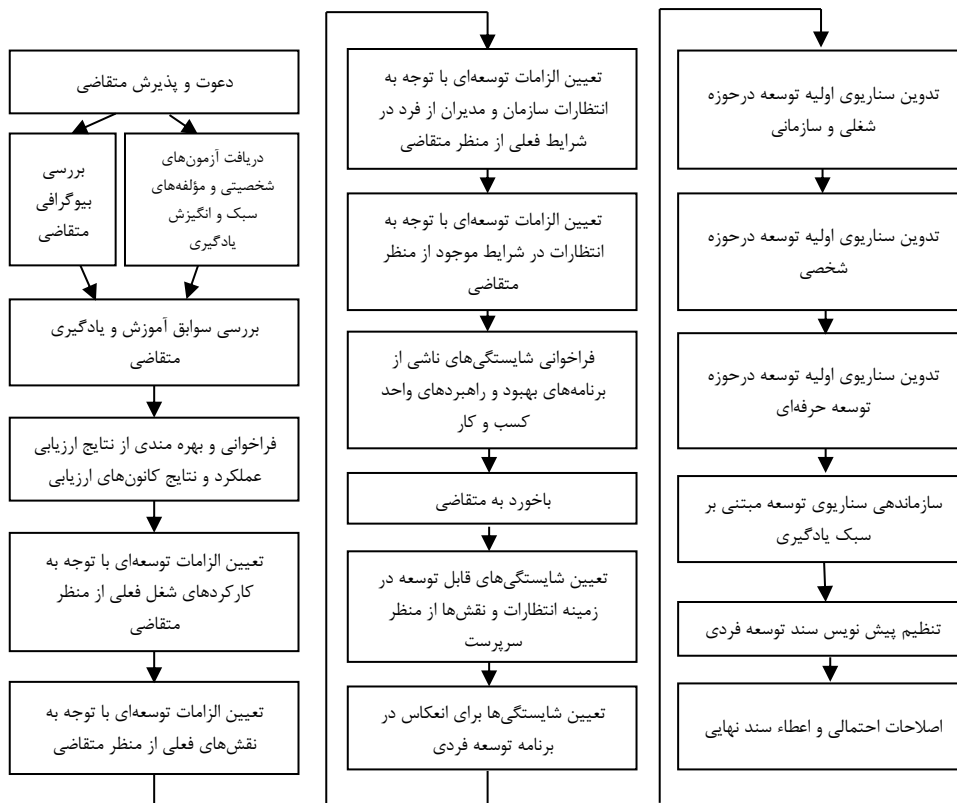 دعوت و پذیرش متقاضی
بررسی
بیوگرافی
متقاضی
دریافت آزمون‌های
شخصیتی و مؤلفه‌های
سبک و انگیزش
یادگیری
بررسی سوابق آموزش و یادگیری
متقاضی
فراخوانی و بهره مندی از نتایج ارزیابی
عملکرد و نتایج کانون‌های ارزیابی
تعیین الزامات توسعه‌ای با توجه به
کارکردهای شغل فعلی از منظر
متقاضی
تعیین الزامات توسعه‌ای با توجه به
نقش‌های فعلی از منظر متقاضی
تعیین الزامات توسعه‌ای با توجه به
انتظارات سازمان و مدیران از فرد در
شرایط فعلی از منظر متقاضی
تعیین الزامات توسعه‌ای با توجه به
انتظارات در شرایط موجود از منظر
متقاضی
فراخوانی شایستگی‌های ناشی از
برنامه‌های بهبود و راهبردهای واحد
کسب و کار
باخورد به متقاضی
تعیین شایستگی‌های قابل توسعه در
زمینه انتظارات و نقش‌ها از منظر
سرپرست
تعیین شایستگی‌ها برای انعکاس در
برنامه توسعه فردی
تدوین سناریوی اولیه توسعه درحوزه
شغلی و سازمانی
تدوین سناریوی اولیه توسعه درحوزه
شخصی
تدوین سناریوی اولیه توسعه درحوزه
توسعه حرفه‌ای
سازماندهی سناریوی توسعه مبتنی بر
سبک یادگیری
تنظیم پیش نویس سند توسعه فردی
اصلاحات احتمالی و اعطاء سند نهایی